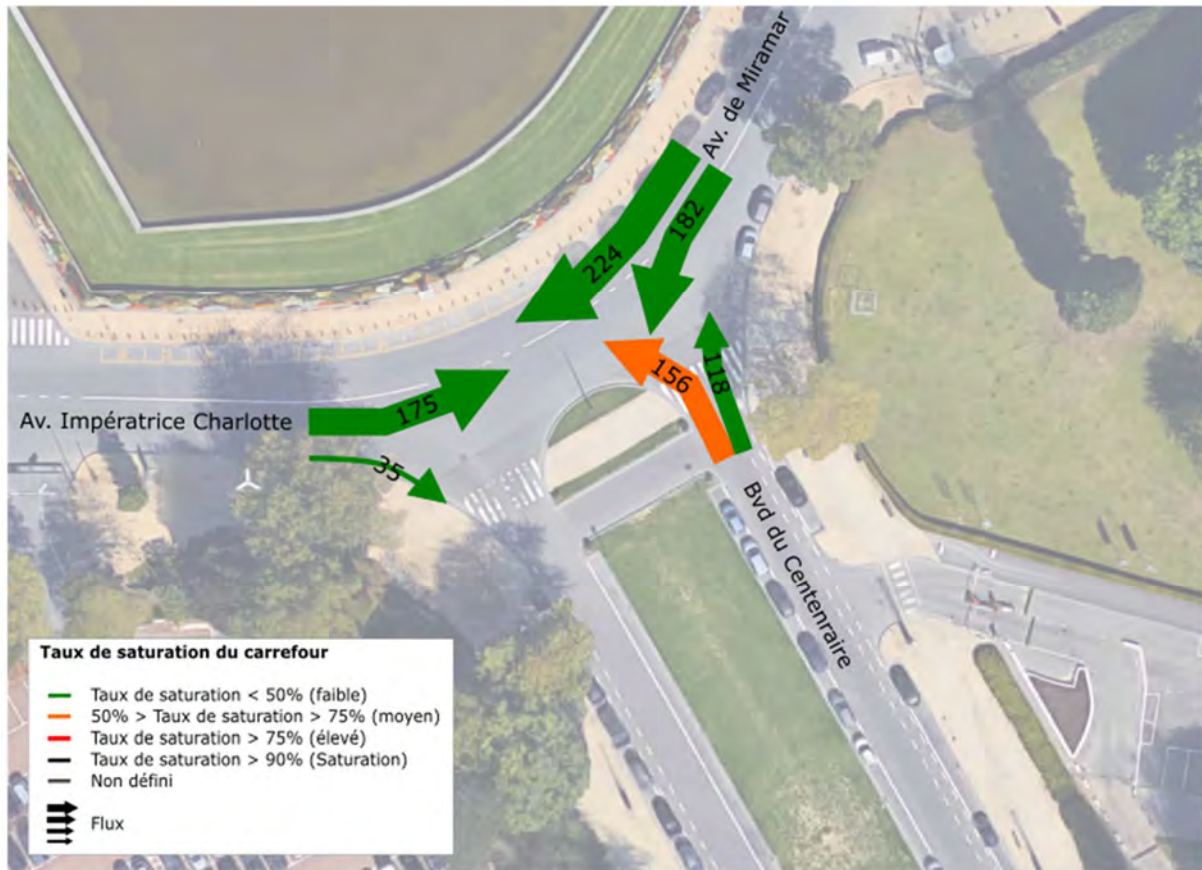 Av. de Miramar
224
182
156
118
175
35
Av. Impératrice Charlotte
Bvd du Centenraire
Taux de saturation du carrefour
Taux de saturation < 50% (faible)
50% > Taux de saturation > 75% (moyen)
Taux de saturation > 75% (élevé)
Taux de saturation > 90% (Saturation)
Non défini
Flux